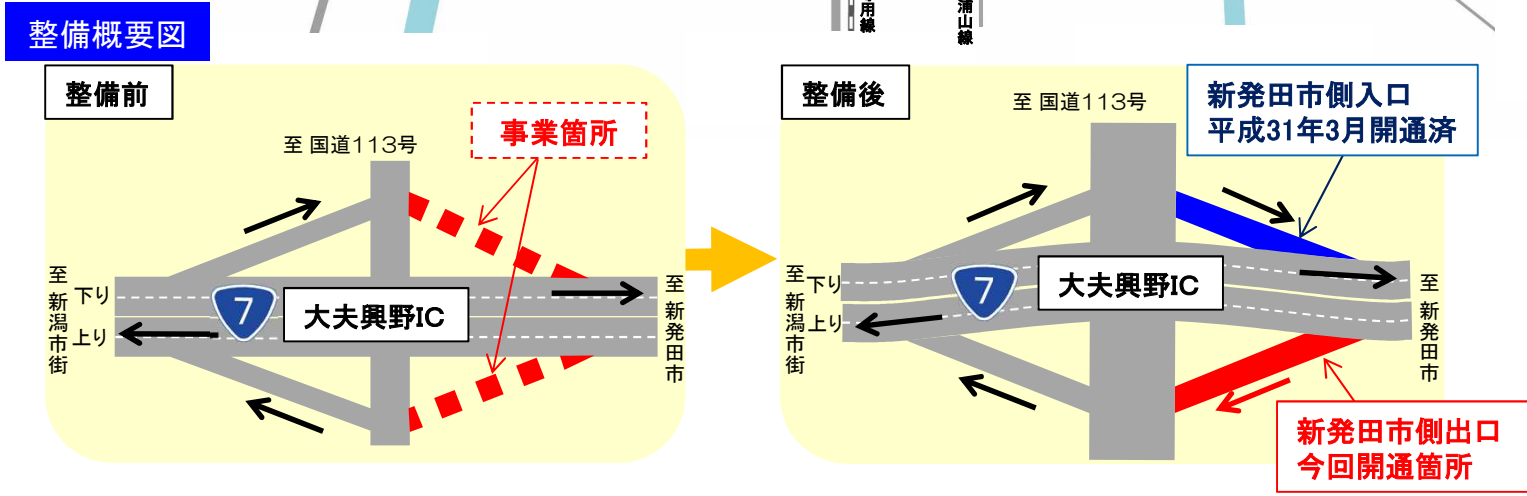 用線
浦山線
整備概要図
整備前
至 国道113号
事業箇所
至 新潟市街
下り
上り
7
大夫興野IC
至 新発田市
整備後
至 国道113号
新発田市側入口
平成31年3月開通済
至 新潟市街
下り
上り
7
大夫興野IC
至 新発田市
新発田市側出口
今回開通箇所